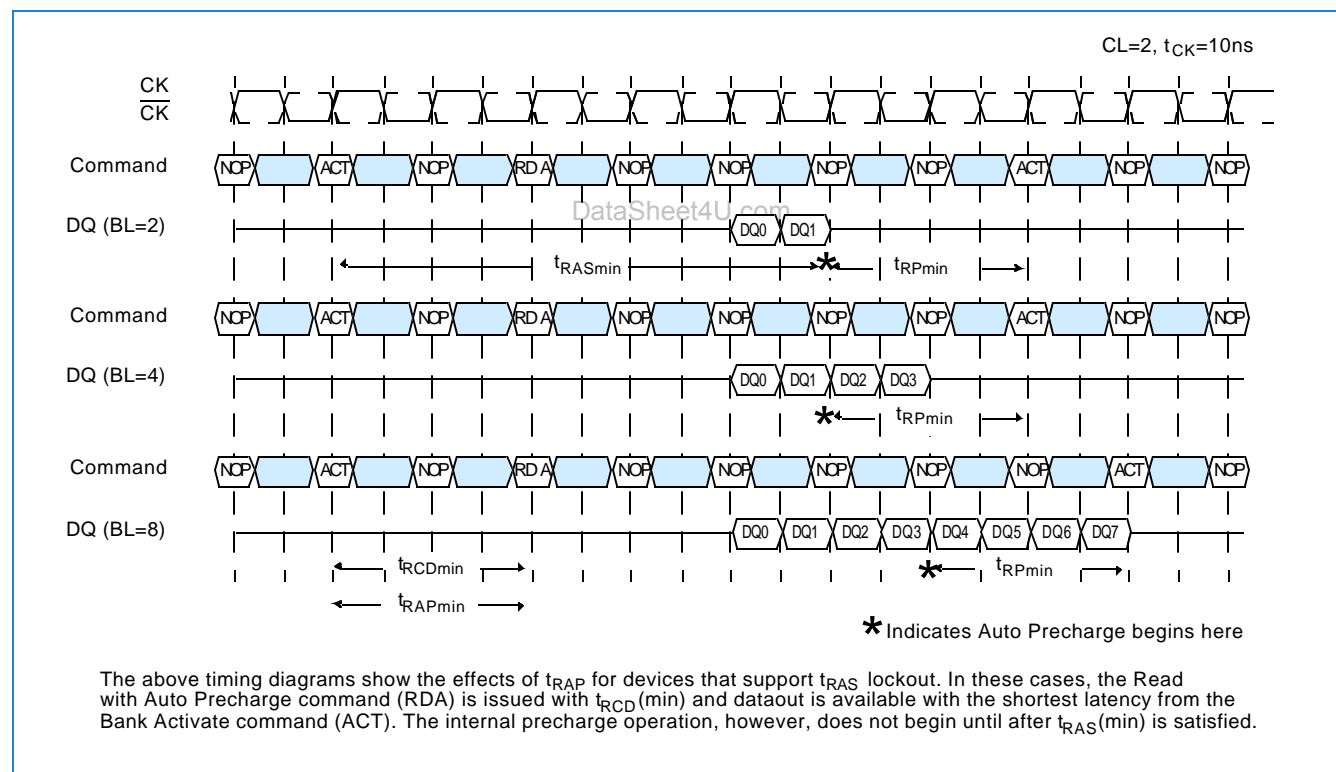 CL=2, tCK=10ns
CK
CK
Command NOP ACT NOP RDA NOP NOP NOP NOP ACT NOP NOP
DataSheet4U.com
DQ (BL=2) DQ0 DQ1
tRASmin * tRPmin
Command NOP ACT NOP RDA NOP NOP NOP NOP ACT NOP NOP
DQ (BL=4) DQ0 DQ1 DQ2 DQ3
* tRPmin
Command NOP ACT NOP RDA NOP NOP NOP NOP NOP ACT NOP
DQ (BL=8) DQ0 DQ1 DQ2 DQ3 DQ4 DQ5 DQ6 DQ7
tRCDmin * tRPmin
tRAPmin
* Indicates Auto Precharge begins here
The above timing diagrams show the effects of tRAP for devices that support tRAS lockout. In these cases, the Read
with Auto Precharge command (RDA) is issued with tRCD(min) and dataout is available with the shortest latency from the
Bank Activate command (ACT). The internal precharge operation, however, does not begin until after tRAS(min) is satisfied.